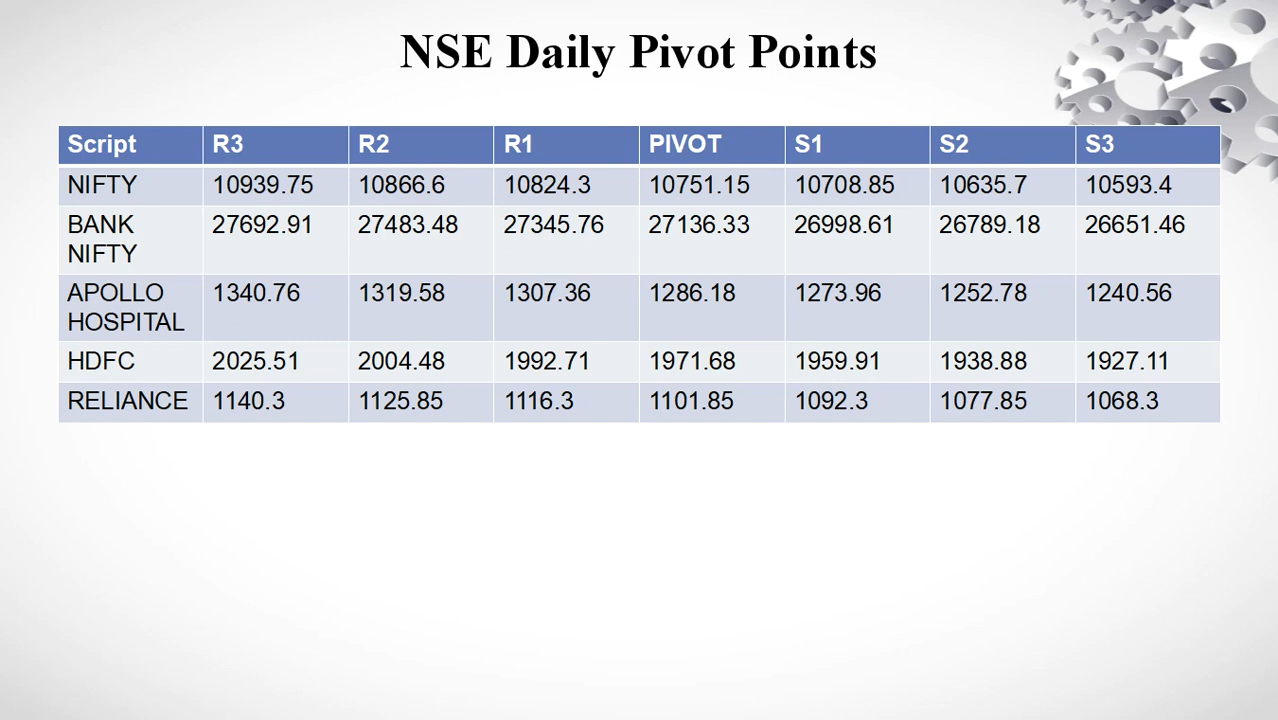 NSE Daily Pivot Points
Script R3 R2 R1 PIVOT S1 S2 S3
NIFTY 10939.75 10866.6 10824.3 10751.15 10708.85 10635.7 10593.4
BANK 27692.91 27483.48 27345.76 27136.33 26998.61 26789.18 26651.46
NIFTY
APOLLO 1340.76 1319.58 1307.36 1286.18 1273.96 1252.78 1240.56
HOSPITAL
HDFC 2025.51 2004.48 1992.71 1971.68 1959.91 1938.88 1927.11
RELIANCE 1140.3 1125.85 1116.3 1101.85 1092.3 1077.85 1068.3